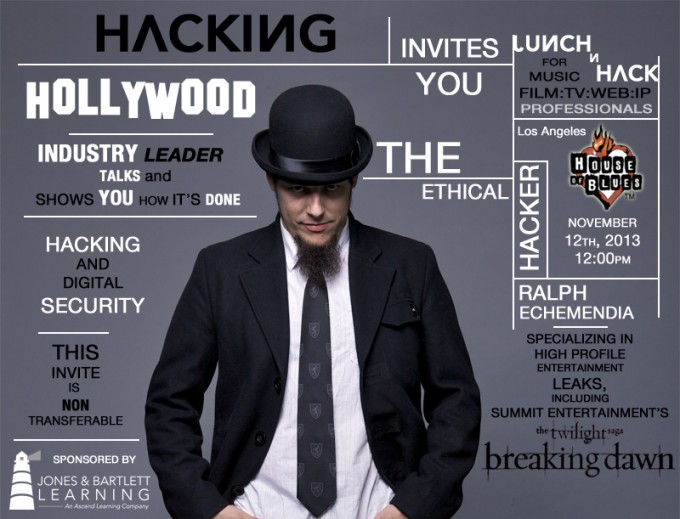 HACKING
HOLLYWOOD
INDUSTRY LEADER
TALKS and
SHOWS YOU HOW IT'S DONE
HACKING
AND
DIGITAL
SECURITY
THIS
INVITE
IS
NON
TRANSFERABLE
SPONSORED BY
JONES & BARTLETT
LEARNING
An Ascend Learning Company
INVITES
YOU
THE
ETHICAL
HACKER
LUNCH
N
HACK
FOR
MUSIC
FILM:TV:WEB:IP
PROFESSIONALS
Los Angeles
HOUSE
OF BLUES
TM
NOVEMBER
12TH, 2013
12:00PM
RALPH
ECHEMENDIA
SPECIALIZING IN
HIGH PROFILE
ENTERTAINMENT
LEAKS,
INCLUDING
SUMMIT ENTERTAINMENT'S
the twilight saga
breaking dawn